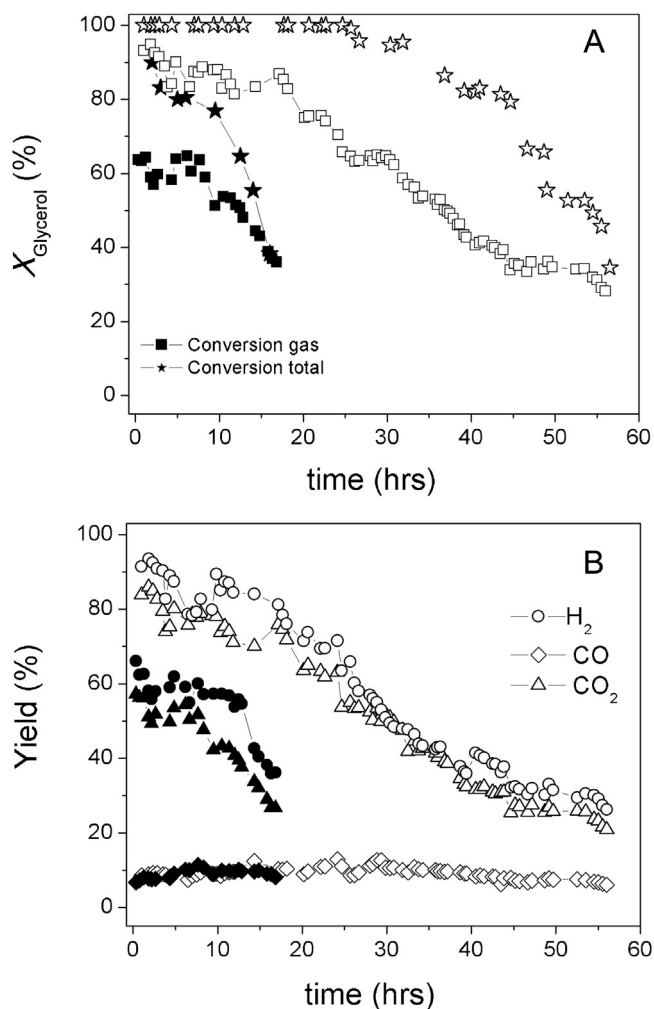 A
100
80
60
40
20
0
X Glycerol (%)
Conversion gas
Conversion total
0 10 20 30 40 50 60
time (hrs)
B
100
80
60
40
20
0
Yield (%)
H2
CO
CO2
0 10 20 30 40 50 60
time (hrs)